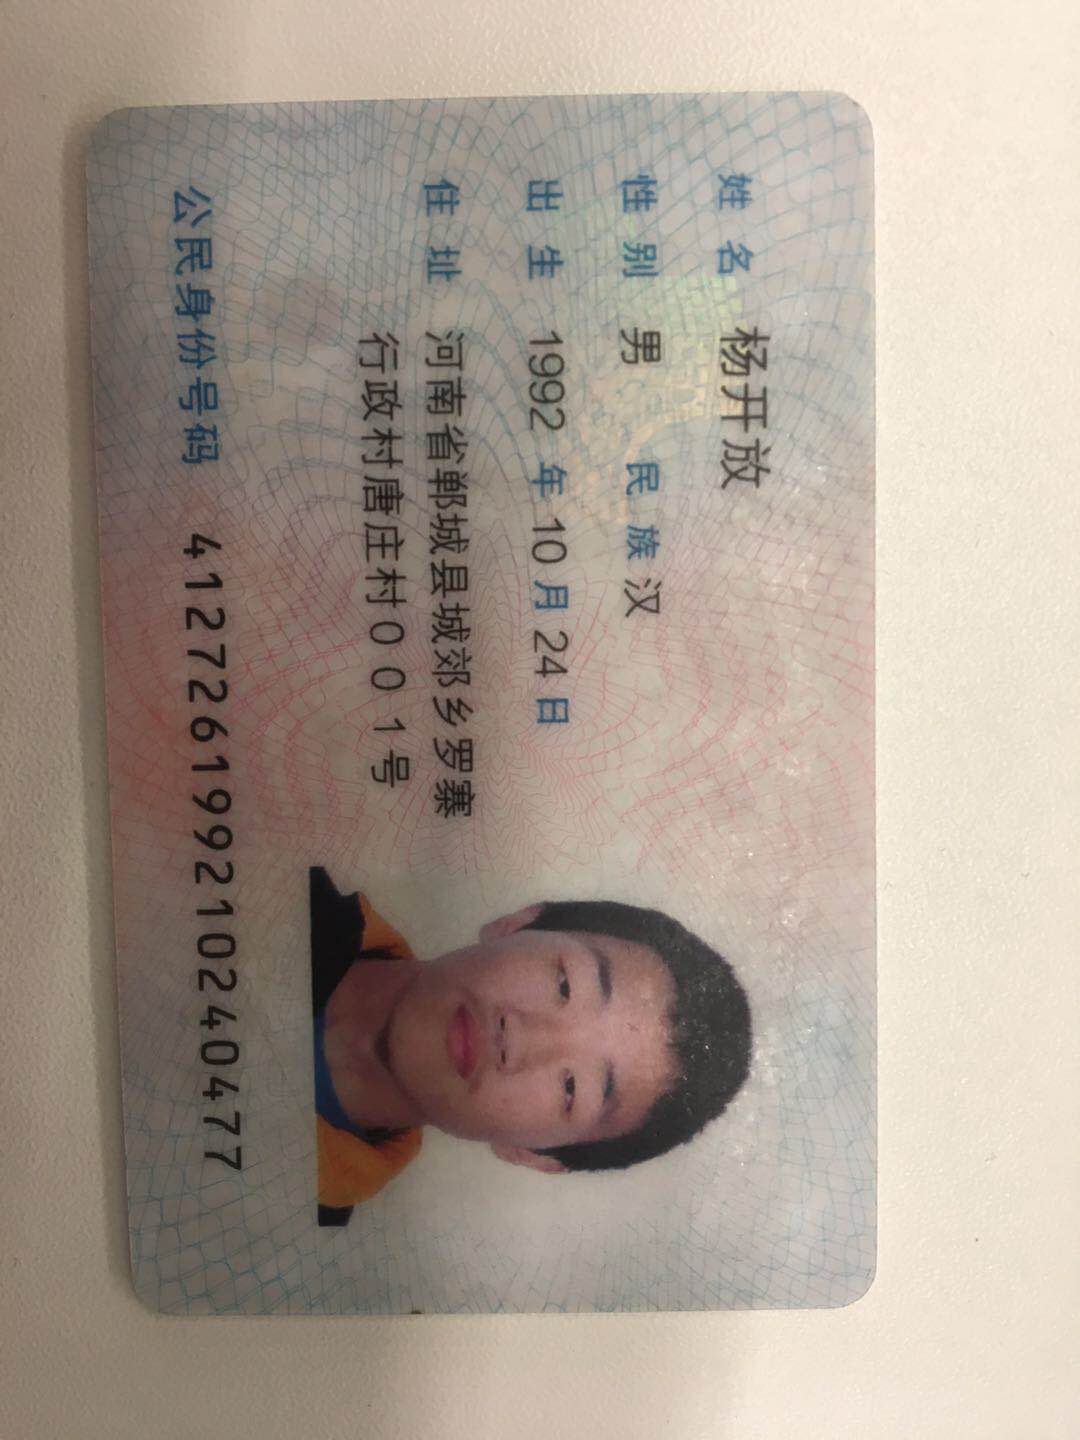 姓名 杨开放
性别 男 民族 汉
出生 1992 年 10 月 24 日
住址 河南省郸城县城郊乡罗寨
行政村唐庄村001号
公民身份号码 412726199210240477